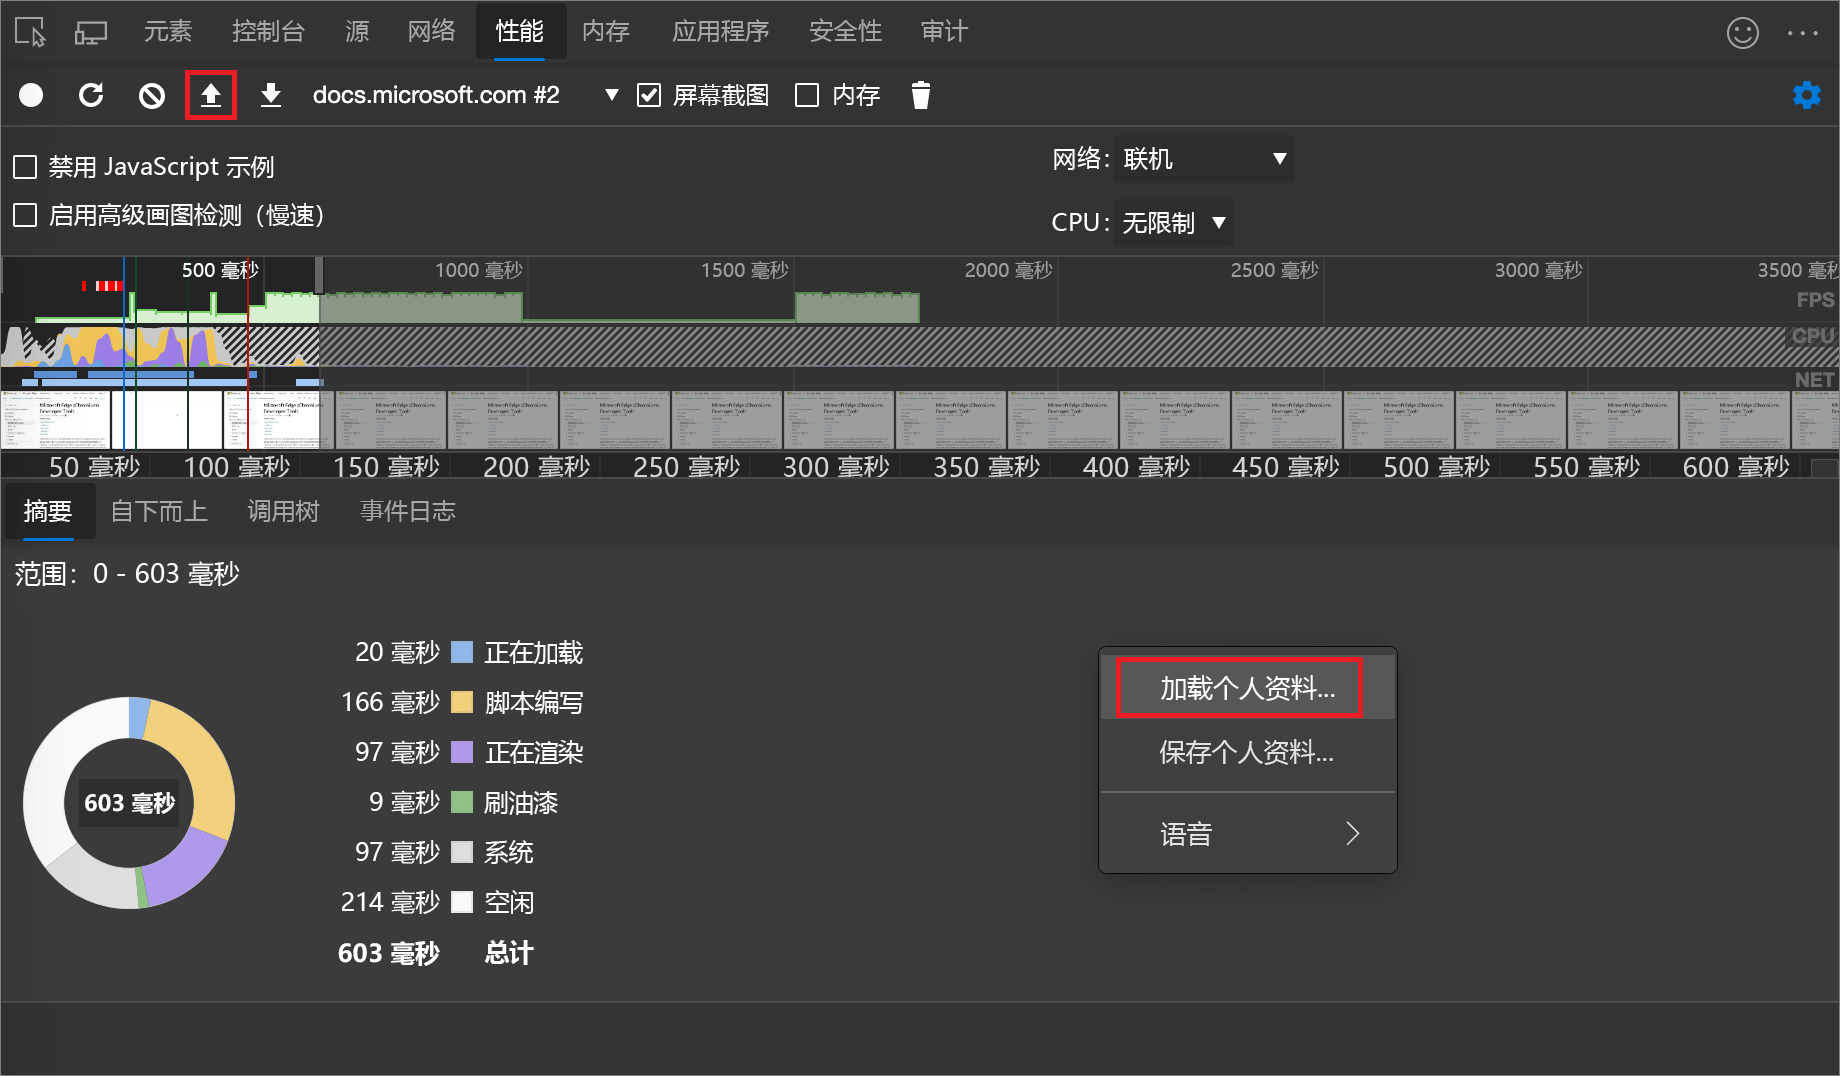 元素 控制台 源 网络 性能 内存 应用程序 安全性 审计
docs.microsoft.com #2 屏幕截图 内存
禁用 JavaScript 示例
网络: 联机
启用高级画图检测（慢速）
CPU: 无限制
500 毫秒 1000 毫秒 1500 毫秒 2000 毫秒 2500 毫秒 3000 毫秒 3500 毫秒
FPS
CPU
NET
50 毫秒 100 毫秒 150 毫秒 200 毫秒 250 毫秒 300 毫秒 350 毫秒 400 毫秒 450 毫秒 500 毫秒 550 毫秒 600 毫秒
摘要 自下而上 调用树 事件日志
范围: 0 - 603 毫秒
20 毫秒 正在加载
166 毫秒 脚本编写
97 毫秒 正在渲染
9 毫秒 刷油漆
97 毫秒 系统
214 毫秒 空闲
603 毫秒 总计
603 毫秒
加载个人资料...
保存个人资料...
语音